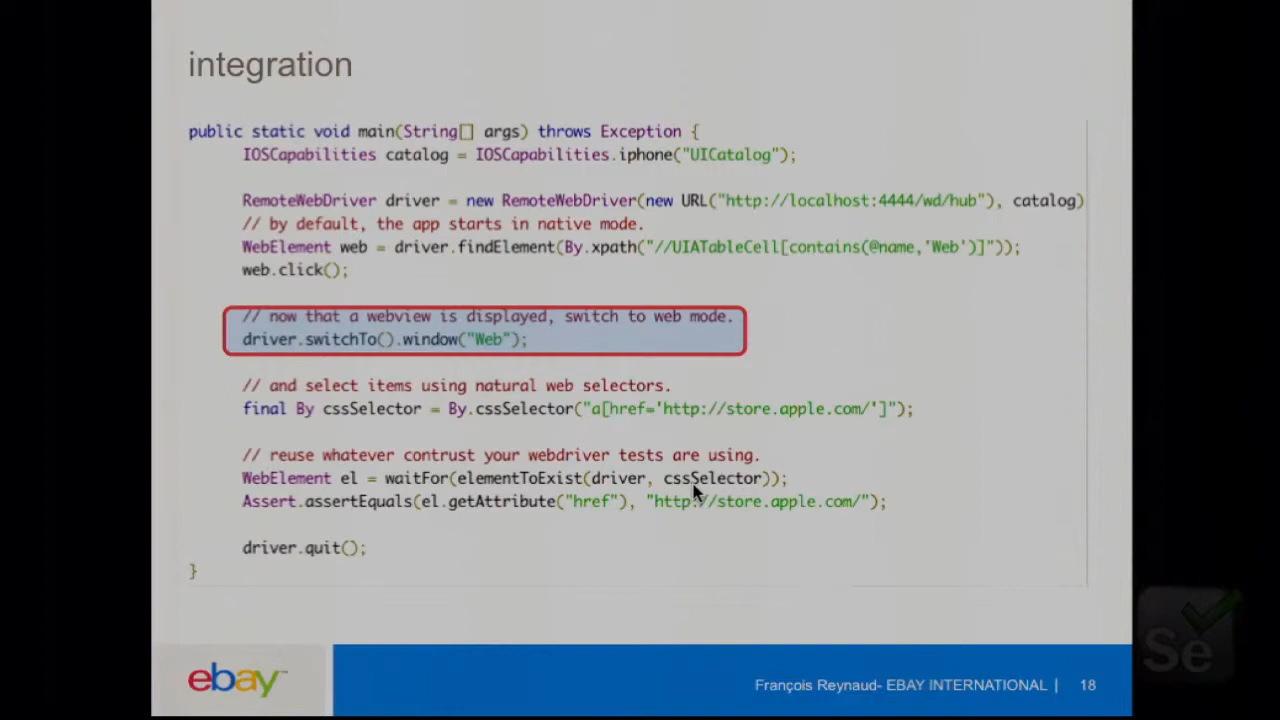 integration
public static void main(String[] args) throws Exception {
IOSCapabilities catalog = IOSCapabilities.iphone("UICatalog");
RemoteWebDriver driver = new RemoteWebDriver(new URL("http://localhost:4444/wd/hub"), catalog)
// by default, the app starts in native mode.
WebElement web = driver.findElement(By.xpath("//UIATableCell[contains(@name,'Web')]"));
web.click();
// now that a webview is displayed, switch to web mode.
driver.switchTo().window("Web");
// and select items using natural web selectors.
final By cssSelector = By.cssSelector("a[href='http://store.apple.com/']");
// reuse whatever contrust your webdriver tests are using.
WebElement el = waitFor(elementToExist(driver, cssSelector));
Assert.assertEquals(el.getAttribute("href"), "http://store.apple.com/");
driver.quit();
}
ebay™
François Reynaud- EBAY INTERNATIONAL | 18
Se